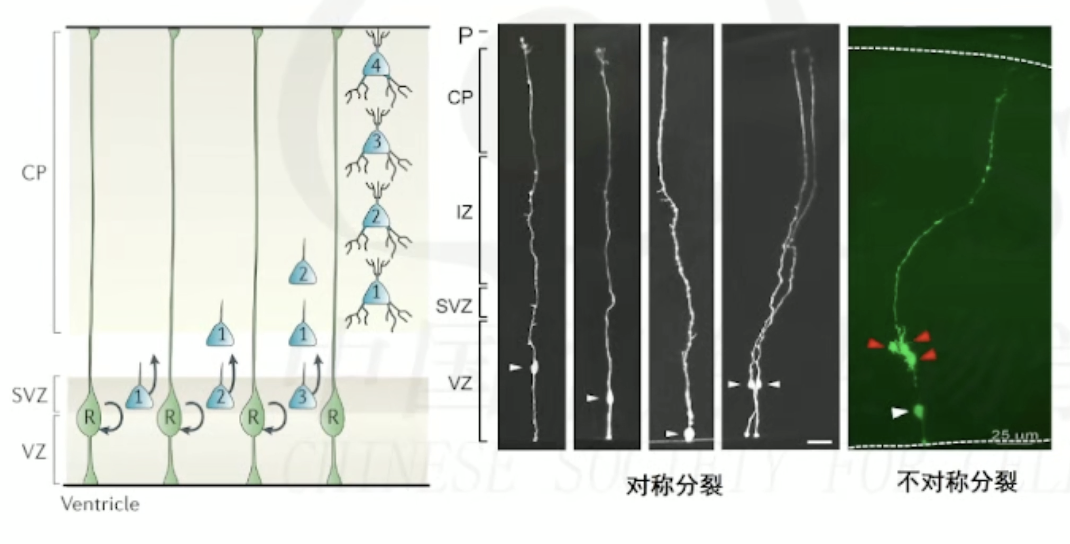 CP
SVZ
VZ
Ventricle
R
R
R
R
1
2
3
1
1
2
4
3
2
1
P
CP
IZ
SVZ
VZ
25 um
对称分裂
不对称分裂
CHINESE SOCIETY FOR CELL